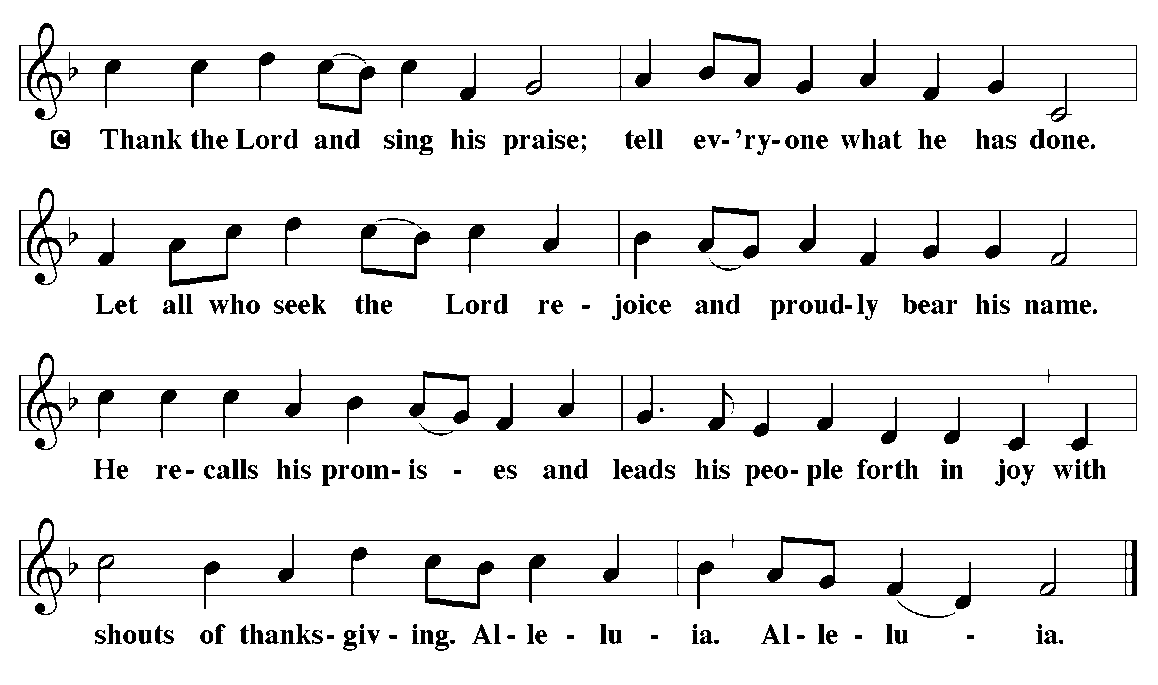 C Thank the Lord and sing his praise; tell ev-'ry-one what he has done.
Let all who seek the Lord re - joice and proud-ly bear his name.
He re-calls his prom-is - es and leads his peo-ple forth in joy with
shouts of thanks-giv - ing. Al-le - lu - ia. Al-le - lu - ia.